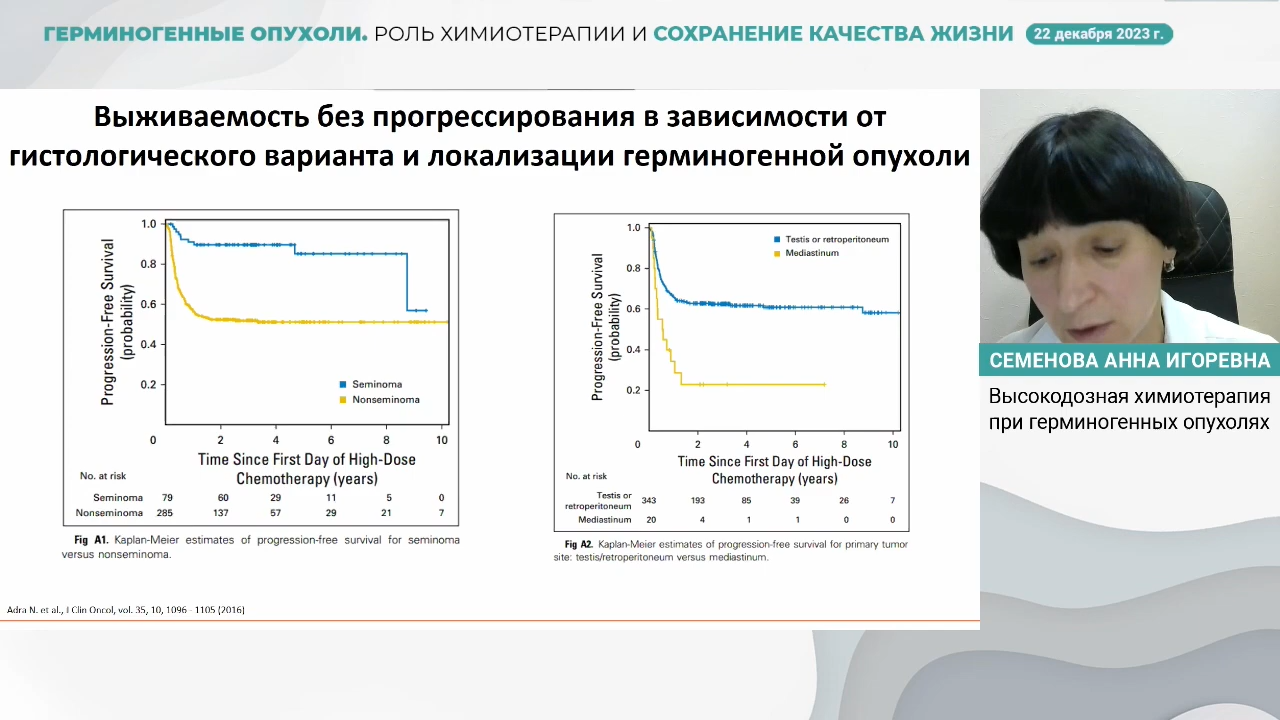 ГЕРМИНОГЕННЫЕ ОПУХОЛИ. РОЛЬ ХИМИОТЕРАПИИ И СОХРАНЕНИЕ КАЧЕСТВА ЖИЗНИ 22 декабря 2023 г.
Выживаемость без прогрессирования в зависимости от
гистологического варианта и локализации герминогенной опухоли
Progression-Free Survival
(probability)
1.0
0.8
0.6
0.4
0.2
Seminoma
Nonseminoma
0 2 4 6 8 10
Time Since First Day of High-Dose
Chemotherapy (years)
No. at risk
Seminoma 79 60 29 11 5 0
Nonseminoma 285 137 57 29 21 7
Fig A1. Kaplan-Meier estimates of progression-free survival for seminoma
versus nonseminoma.
Progression-Free Survival
(probability)
1.0
0.8
0.6
0.4
0.2
Testis or retroperitoneum
Mediastinum
0 2 4 6 8 10
Time Since First Day of High-Dose
Chemotherapy (years)
No. at risk
Testis or
retroperitoneum 343 193 85 39 26 7
Mediastinum 20 4 1 1 0 0
Fig A2. Kaplan-Meier estimates of progression-free survival for primary tumor
site: testis/retroperitoneum versus mediastinum.
Adra N. et al., J Clin Oncol, vol. 35, 10, 1096 - 1105 (2016)
СЕМЕНОВА АННА ИГОРЕВНА
Высокодозная химиотерапия
при герминогенных опухолях